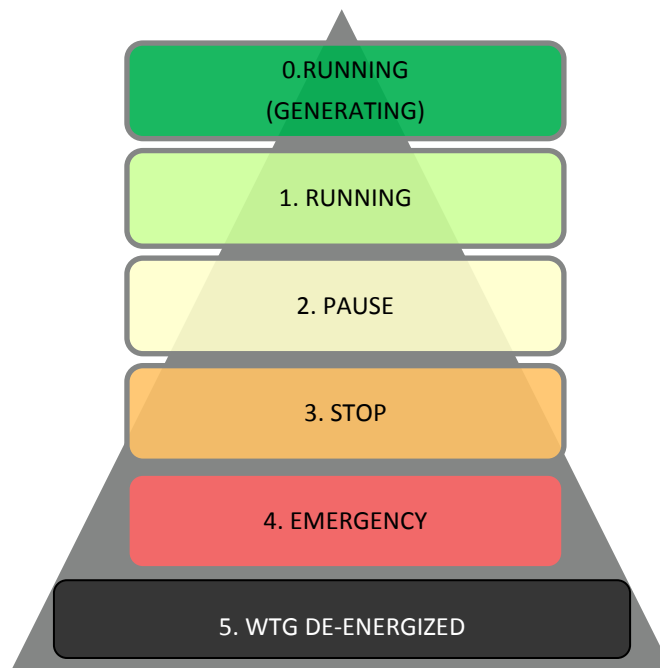 0.RUNNING
(GENERATING)
1. RUNNING
2. PAUSE
3. STOP
4. EMERGENCY
5. WTG DE-ENERGIZED